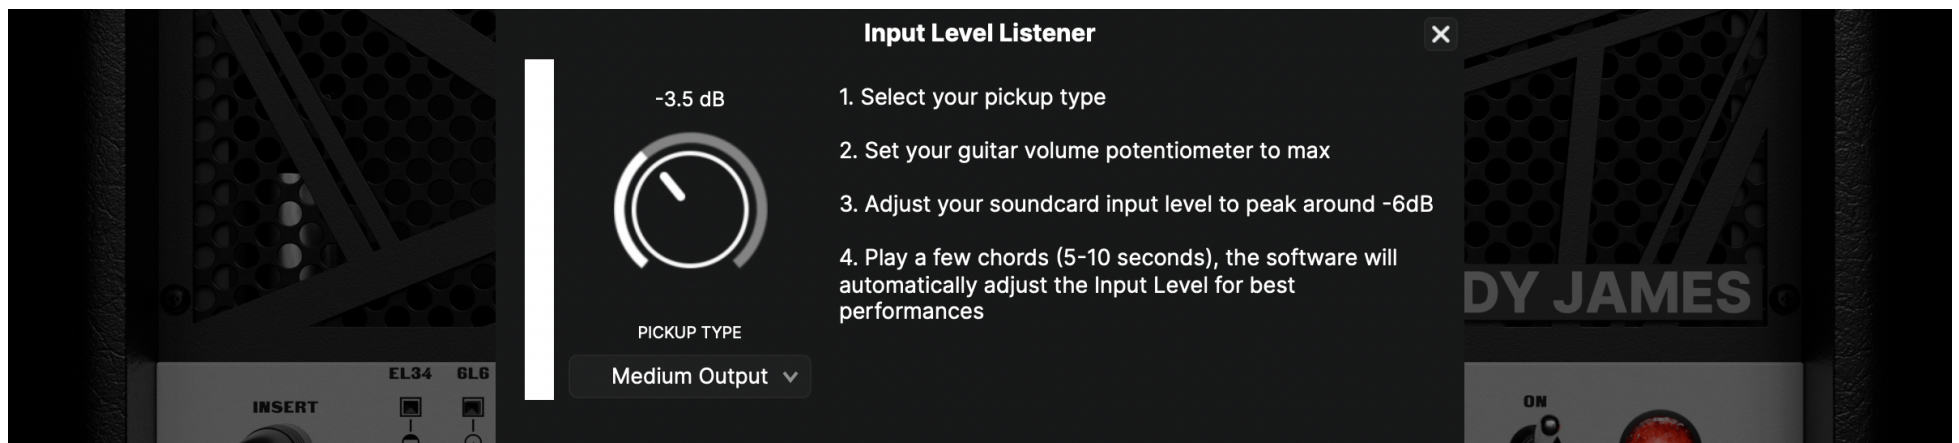 Input Level Listener
-3.5 dB
1. Select your pickup type
2. Set your guitar volume potentiometer to max
3. Adjust your soundcard input level to peak around -6dB
4. Play a few chords (5-10 seconds), the software will
automatically adjust the Input Level for best
performances
PICKUP TYPE
Medium Output
DY JAMES
EL34 6L6
INSERT
ON